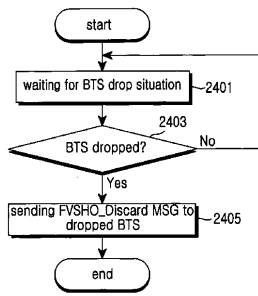 start
waiting for BTS drop situation
2401
2403
BTS dropped?
No
Yes
sending FVSHO_Discard MSG to
dropped BTS
2405
end